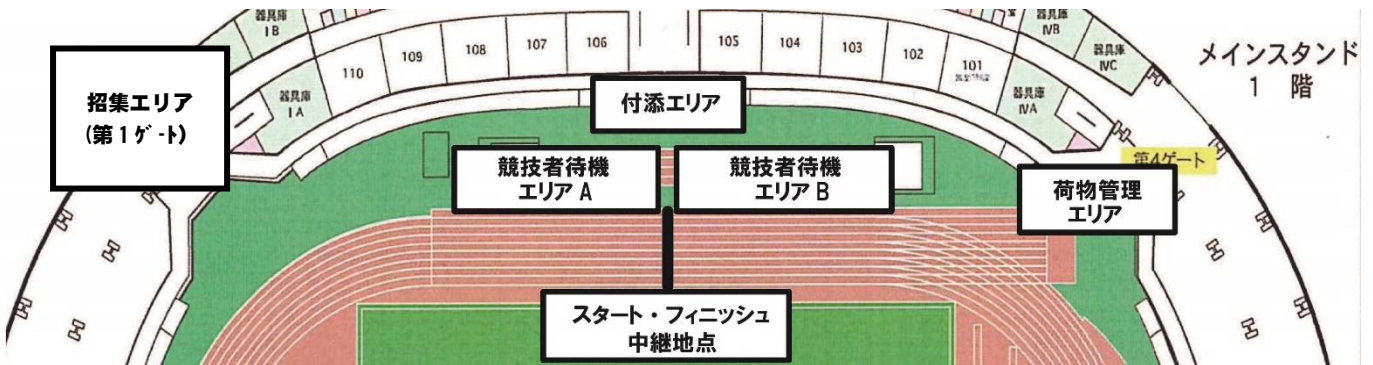 招集エリア
(第1ｹﾞｰﾄ)
器具庫
ⅠB
器具庫
ⅠA
110
109
108
107
106
105
104
103
102
101
器具庫
ⅣA
器具庫
ⅣB
器具庫
ⅣC
メインスタンド
1 階
付添エリア
競技者待機
エリア A
競技者待機
エリア B
第4ゲート
荷物管理
エリア
スタート・フィニッシュ
中継地点